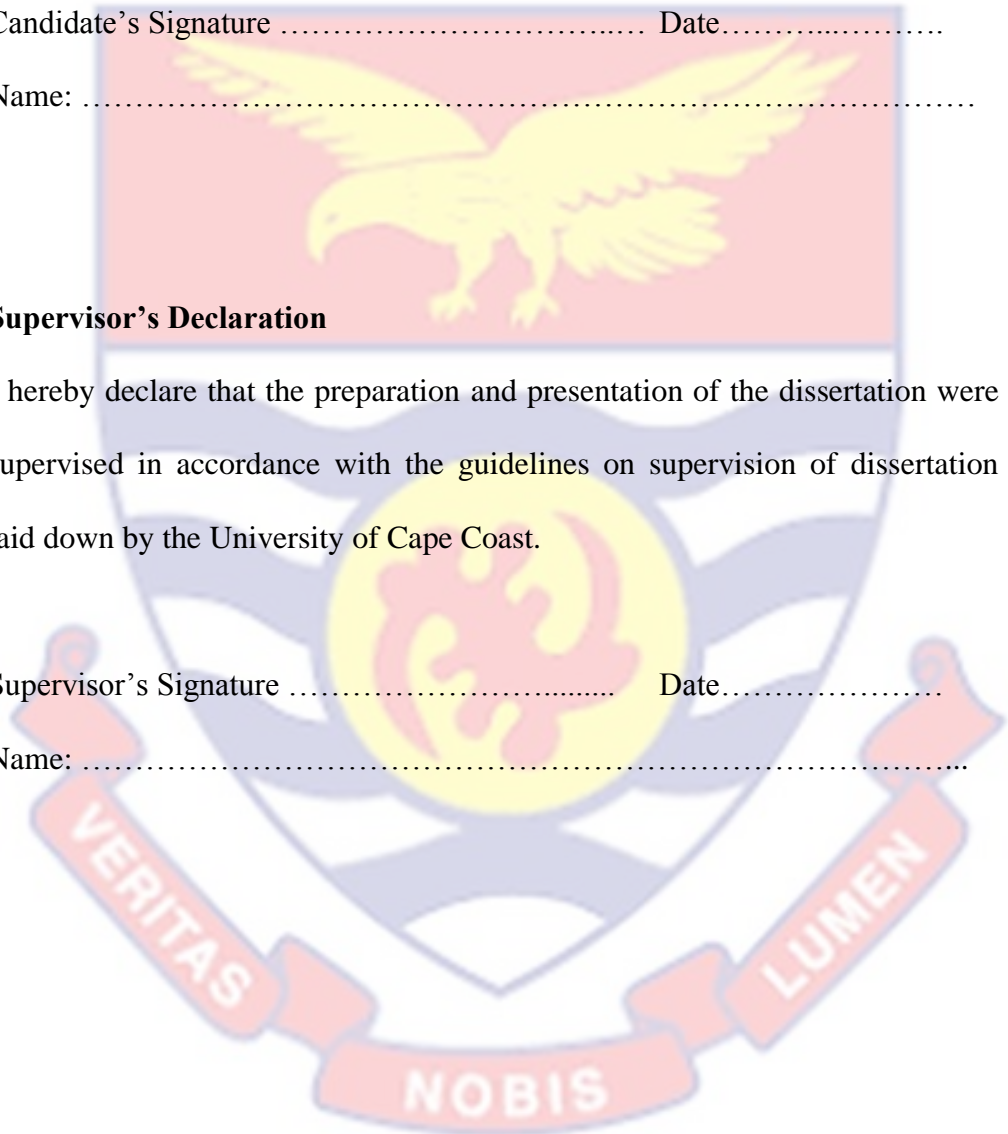 Candidate’s Signature …………………………..… Date………...……….
Name: …………………………………………………………………………
Supervisor’s Declaration
hereby declare that the preparation and presentation of the dissertation were
supervised in accordance with the guidelines on supervision of dissertation
laid down by the University of Cape Coast.
Supervisor’s Signature ……………………......... Date…………………
Name: ………………………………………………………………………...
VERITAS
NOBIS
LUMEN